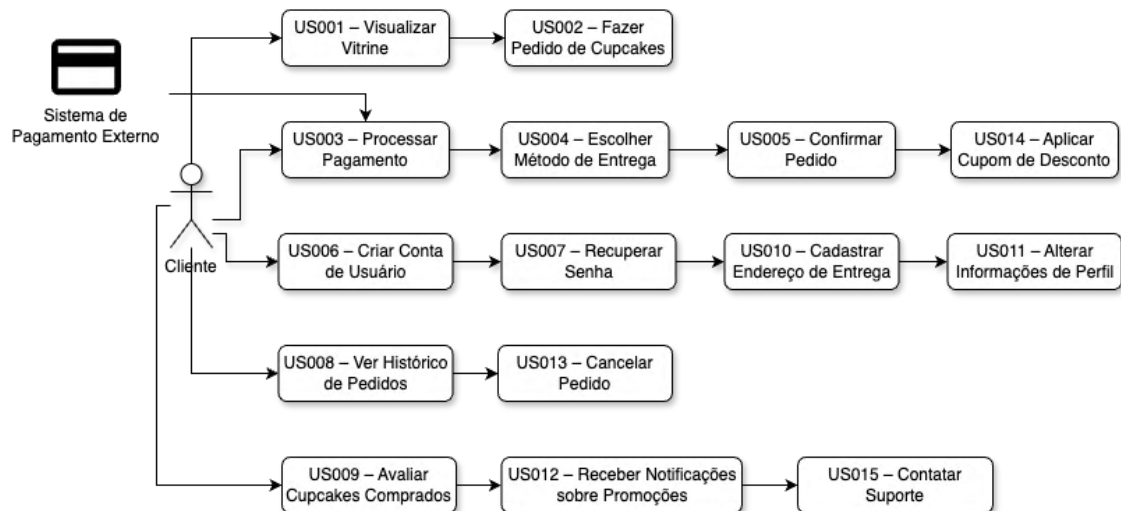 US001 – Visualizar
Vitrine
US002 – Fazer
Pedido de Cupcakes
Sistema de
Pagamento Externo
US003 – Processar
Pagamento
US004 – Escolher
Método de Entrega
US005 – Confirmar
Pedido
US014 – Aplicar
Cupom de Desconto
Cliente
US006 – Criar Conta
de Usuário
US007 – Recuperar
Senha
US010 – Cadastrar
Endereço de Entrega
US011 – Alterar
Informações de Perfil
US008 – Ver Histórico
de Pedidos
US013 – Cancelar
Pedido
US009 – Avaliar
Cupcakes Comprados
US012 – Receber Notificações
sobre Promoções
US015 – Contatar
Suporte